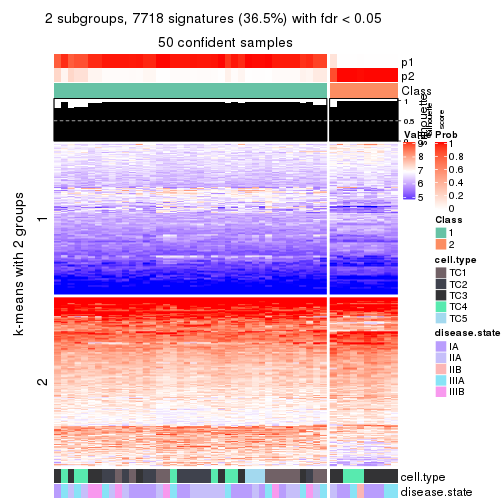 2 subgroups, 7718 signatures (36.5%) with fdr < 0.05
50 confident samples
p1
p2
Class
1
0.5
silhouette
score
k-means with 2 groups
1
2
9
8
7
6
5
Prob
1
0.8
0.6
0.4
0.2
0
Class
1
2
cell.type
TC1
TC2
TC3
TC4
TC5
disease.state
IA
IIA
IIB
IIIA
IIIB
cell.type
disease.state